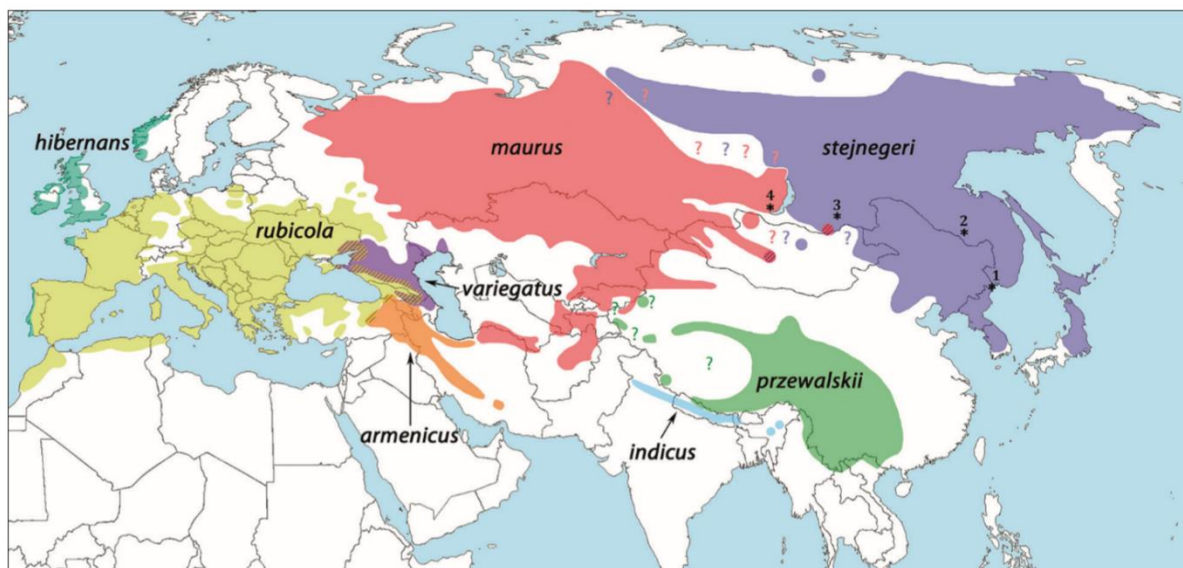 hibernans
maurus
stejnegeri
? ?
? ? ? ?
4
*
3
*
2
*
rubicola
? ? ?
1
*
variegatus
?
?
?
?
przewalskii
armenicus
indicus